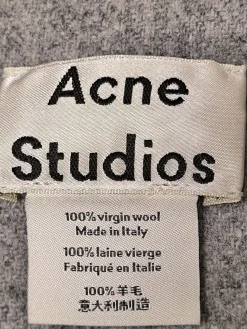 Acne
Studios
100% virgin wool
Made in Italy
100% laine vierge
Fabriqué en Italie
100% 羊毛
意大利制造